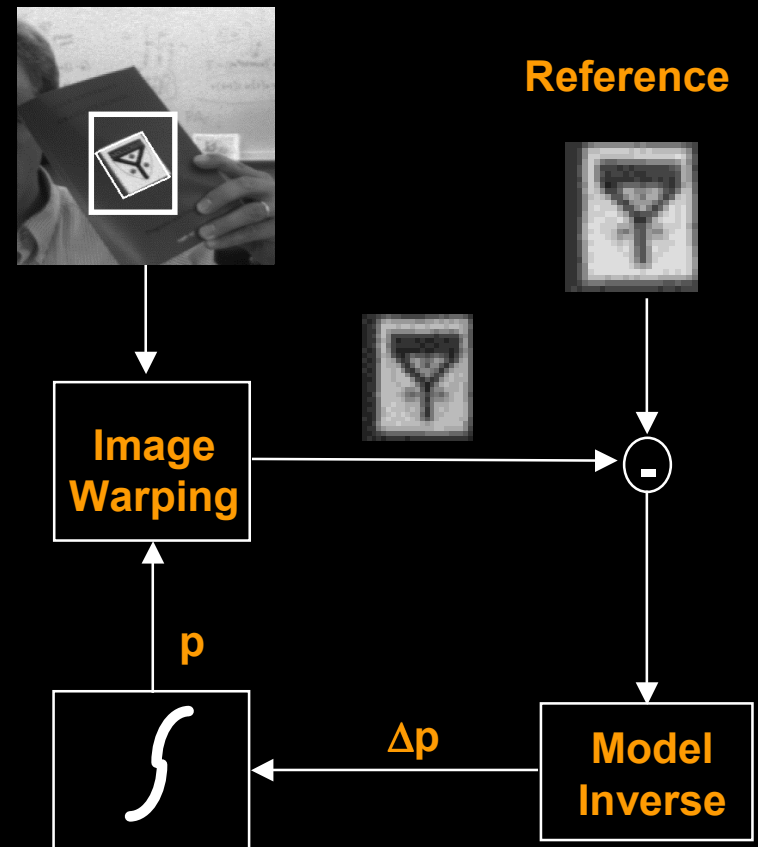 Reference
Image
Warping
-
p
∫
Δp
Model
Inverse